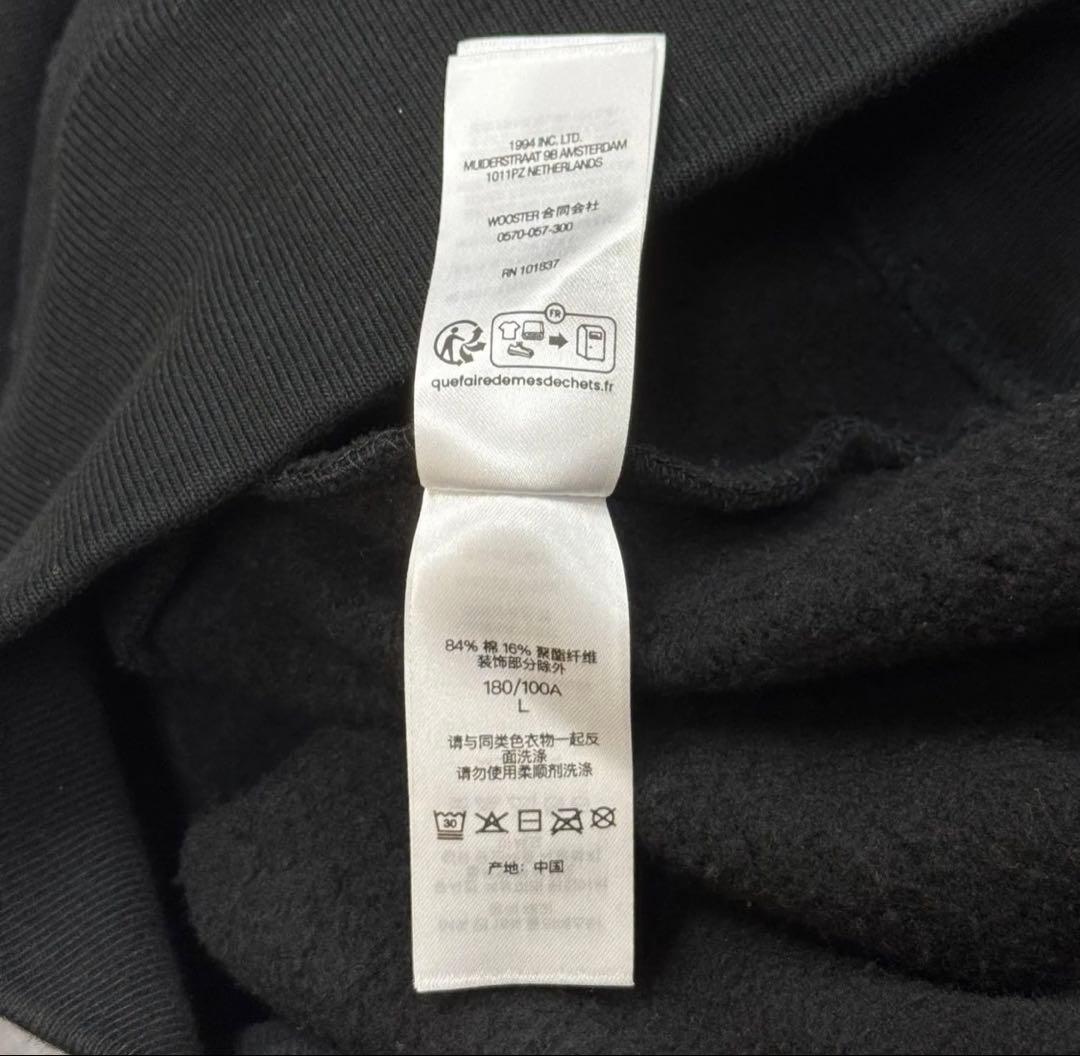 1994 INC. LTD.
MUIDERSTRAAT 9B AMSTERDAM
1011PZ NETHERLANDS
WOOSTER 合同会社
0570-057-300
RN 101837
FR
quefairedemesdechets.fr
84% 棉 16% 聚酯纤维
装饰部分除外
180/100A
L
请与同类色衣物一起反
面洗涤
请勿使用柔顺剂洗涤
30
产地: 中国